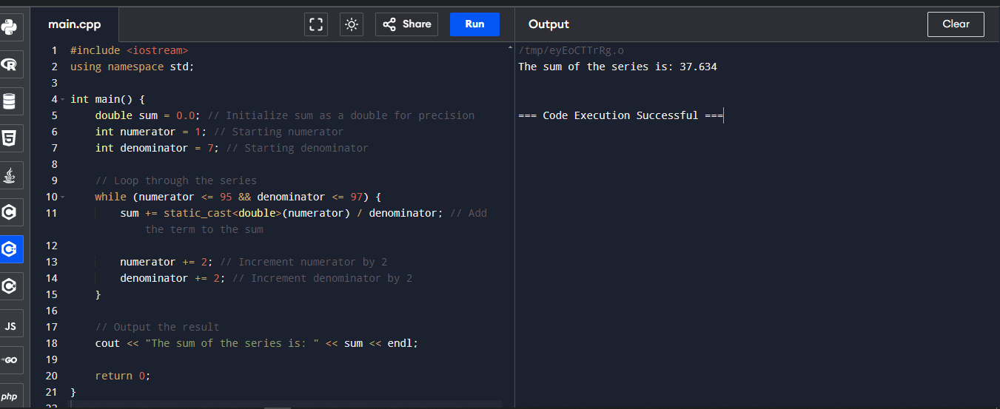 main.cpp
Share
Run
Output
Clear
1 #include <iostream>
2 using namespace std;
3
4 int main() {
5 double sum = 0.0; // Initialize sum as a double for precision
6 int numerator = 1; // Starting numerator
7 int denominator = 7; // Starting denominator
8
9 // Loop through the series
10 while (numerator <= 95 && denominator <= 97) {
11 sum += static_cast<double>(numerator) / denominator; // Add
the term to the sum
12
13 numerator += 2; // Increment numerator by 2
14 denominator += 2; // Increment denominator by 2
15 }
16
17 // Output the result
18 cout << "The sum of the series is: " << sum << endl;
19
20 return 0;
21 }
22
/tmp/eyEoCTTrRg.o
The sum of the series is: 37.634
=== Code Execution Successful ===
R
5
C
C
C
JS
GO
php